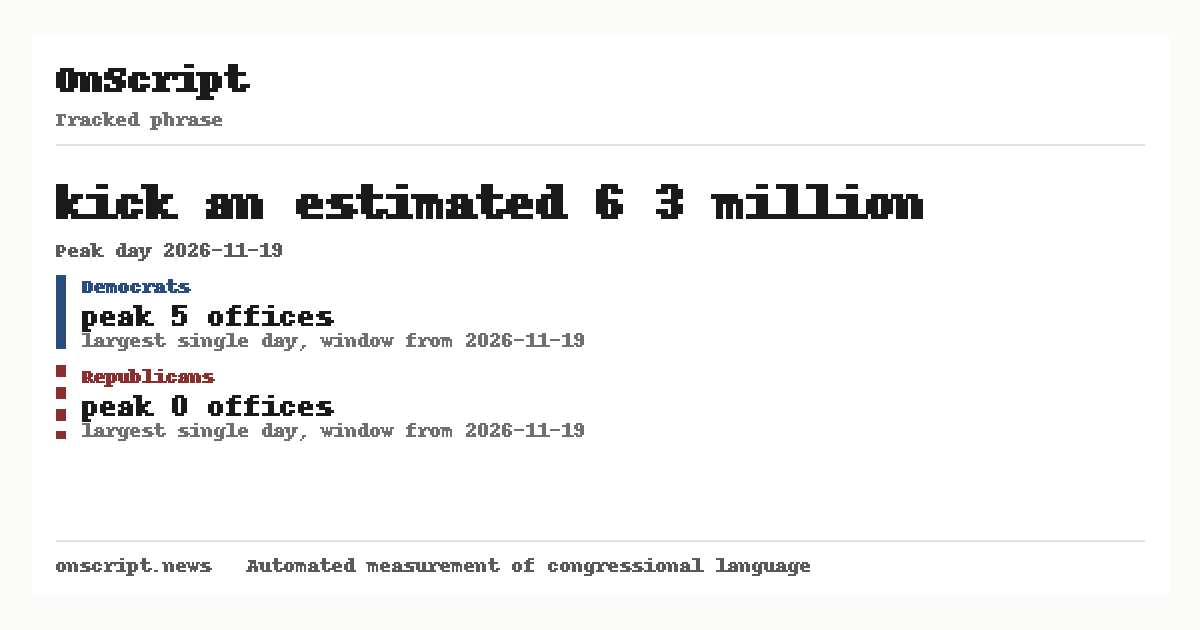 OnScript
Tracked phrase
kick an estimated 6 3 million
Peak day 2026-11-19
Democrats
peak 5 offices
largest single day, window from 2026-11-19
Republicans
peak 0 offices
largest single day, window from 2026-11-19
onscript.news Automated measurement of congressional language